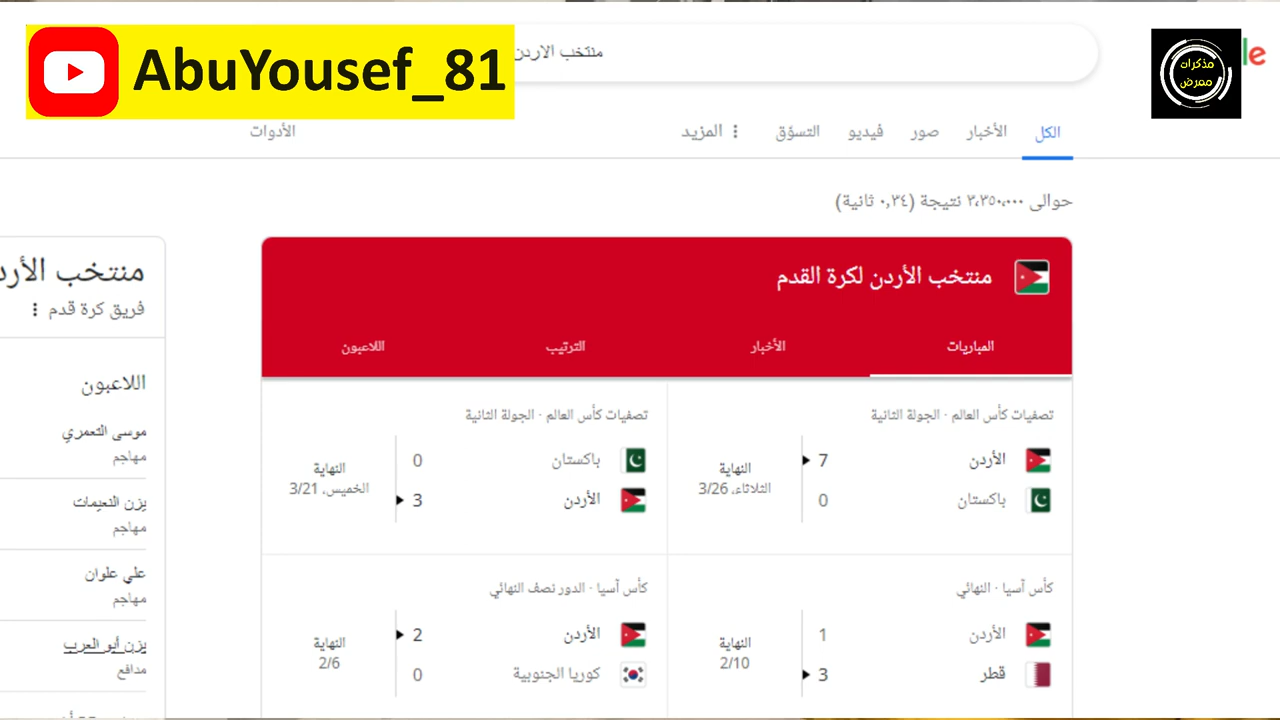 AbuYousef_81
منتخب الاردن
مذكرات
ممرض
le
الكل
الأخبار
صور
فيديو
التسوّق
المزيد
الأدوات
حوالى ٣،٣٥٠،٠٠٠ نتيجة (٠,٣٤ ثانية)
منتخب الأردن لكرة القدم
المباريات
الأخبار
الترتيب
اللاعبون
تصفيات كأس العالم · الجولة الثانية
الأردن 7
باكستان 0
النهاية
الثلاثاء، 3/26
تصفيات كأس العالم · الجولة الثانية
باكستان 0
الأردن 3
النهاية
الخميس، 3/21
كأس آسيا · النهائي
الأردن 1
قطر 3
النهاية
2/10
كأس آسيا · الدور نصف النهائي
الأردن 2
كوريا الجنوبية 0
النهاية
2/6
منتخب الأرد
فريق كرة قدم
اللاعبون
موسى التعمري
مهاجم
يزن النعيمات
مهاجم
علي علوان
مهاجم
يزن أبو العرب
مدافع